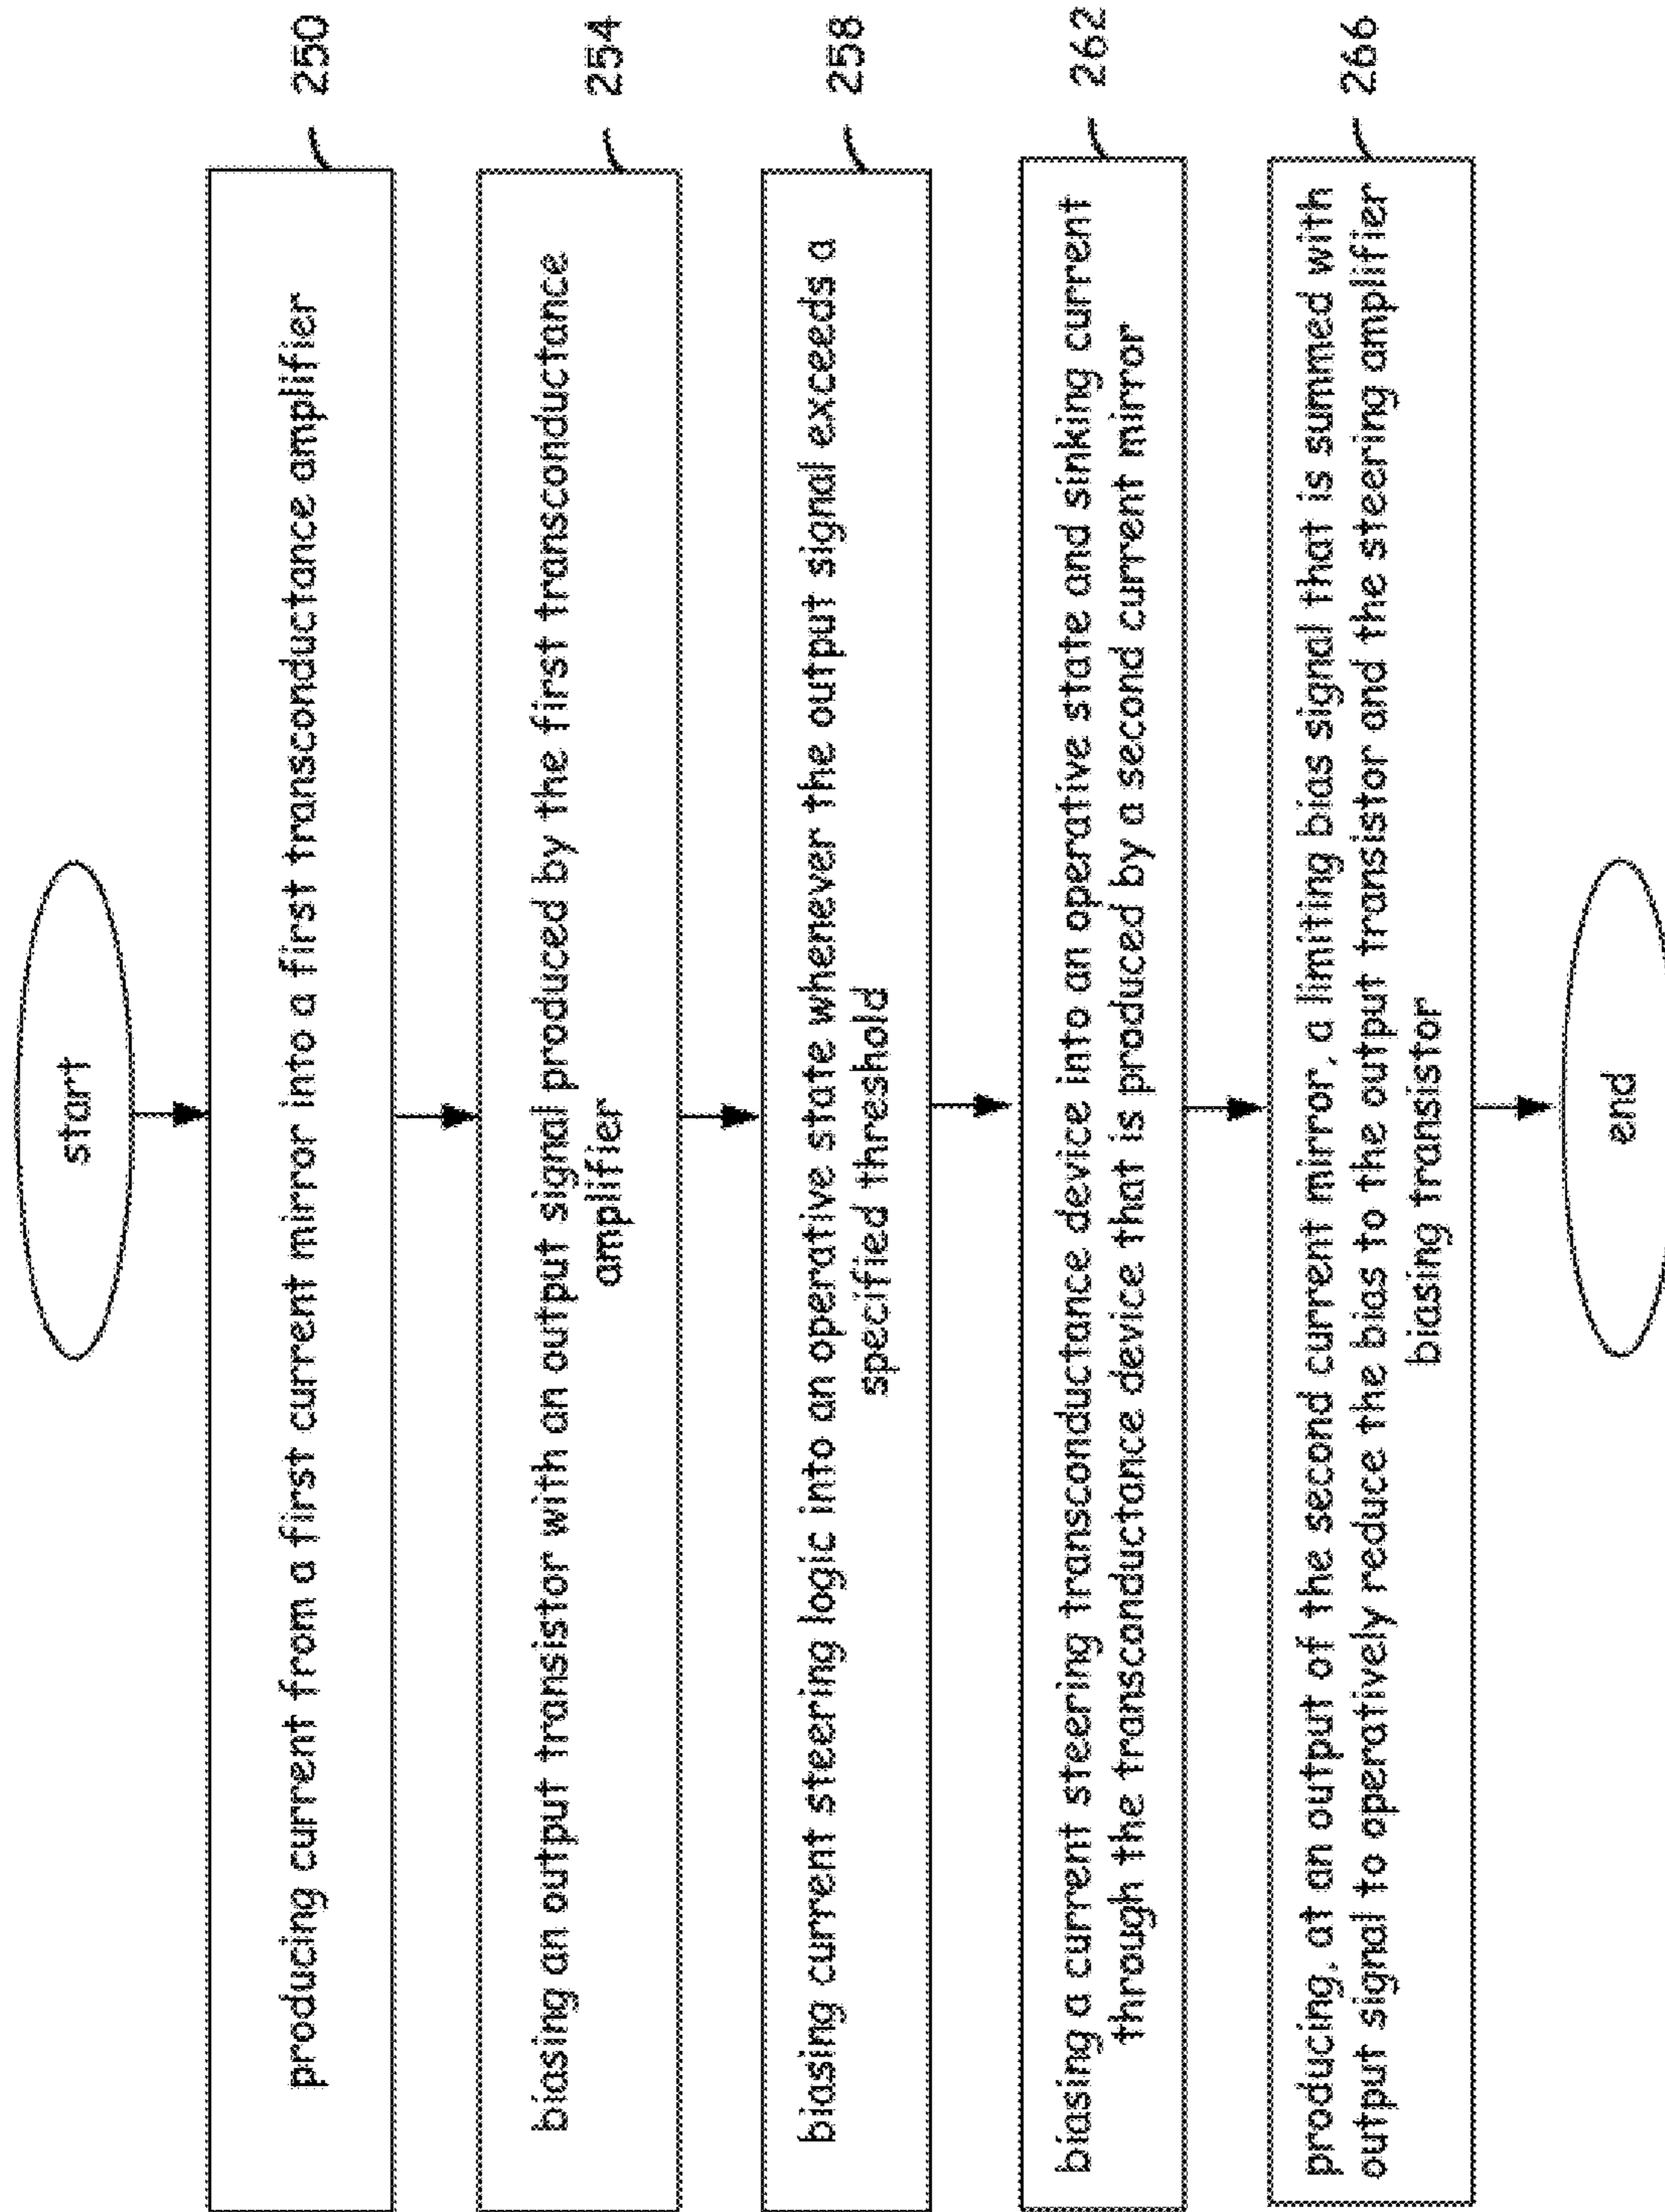 start
producing current from a first current mirror into a first transconductance amplifier
250
biasing an output transistor with an output signal produced by the first transconductance
amplifier
254
biasing current steering logic into an operative state whenever the output signal exceeds a
specified threshold
258
biasing a current steering transconductance device into an operative state and sinking current
through the transconductance device that is produced by a second current mirror
262
producing, at an output of the second current mirror, a limiting bias signal that is summed with
output signal to operatively reduce the bias to the output transistor and the steering amplifier
biasing transistor
266
end